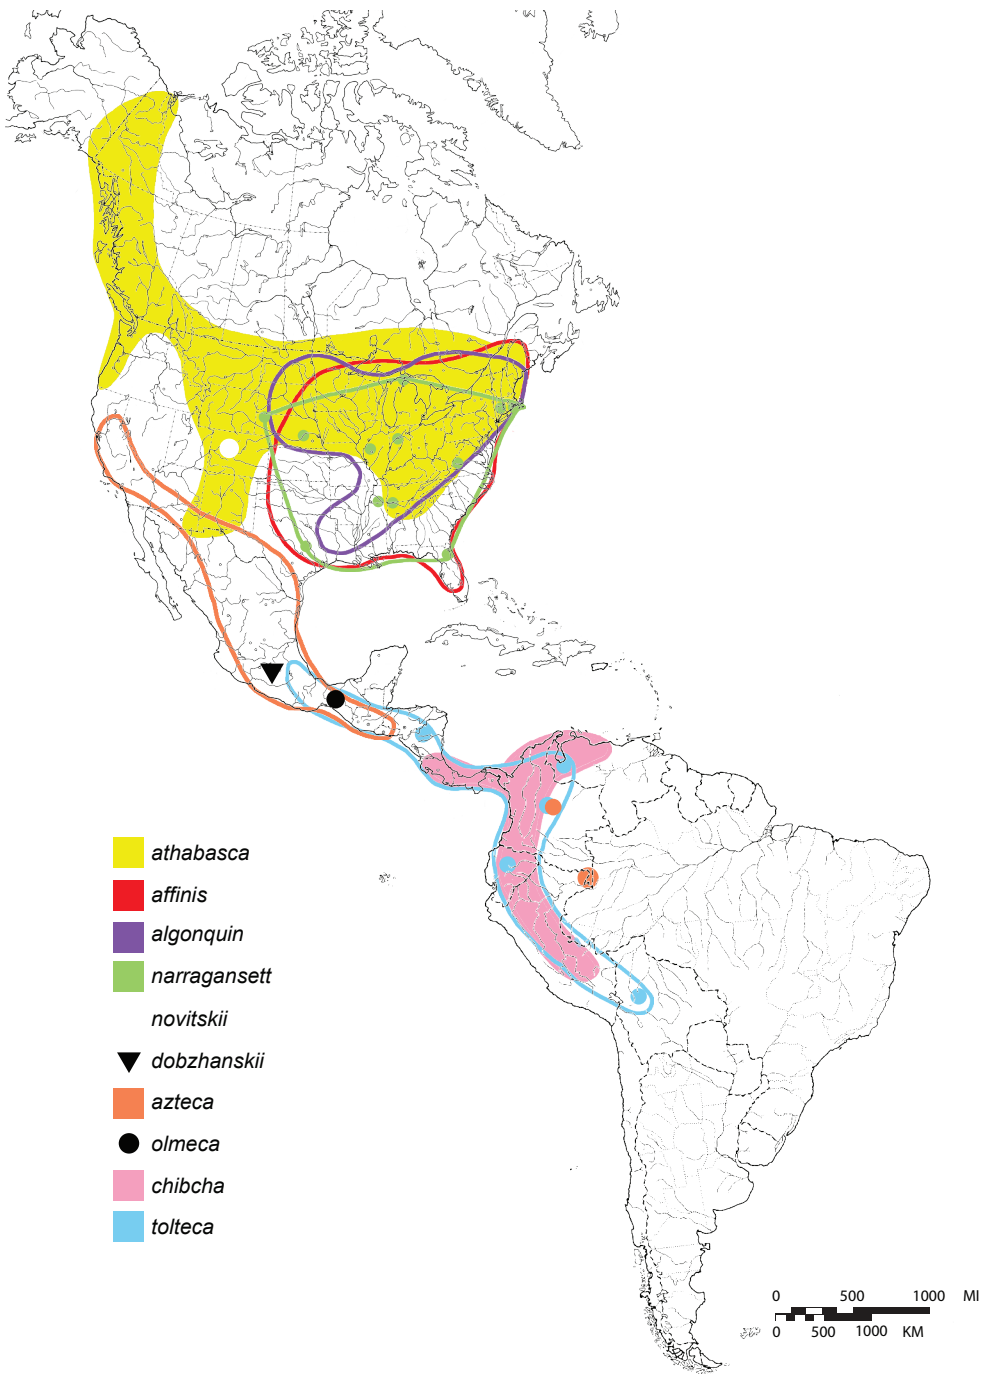 athabasca
affinis
algonquin
narragansett
novitskii
dobzhanskii
azteca
olmeca
chibcha
tolteca
0 500 1000 MI
0 500 1000 KM